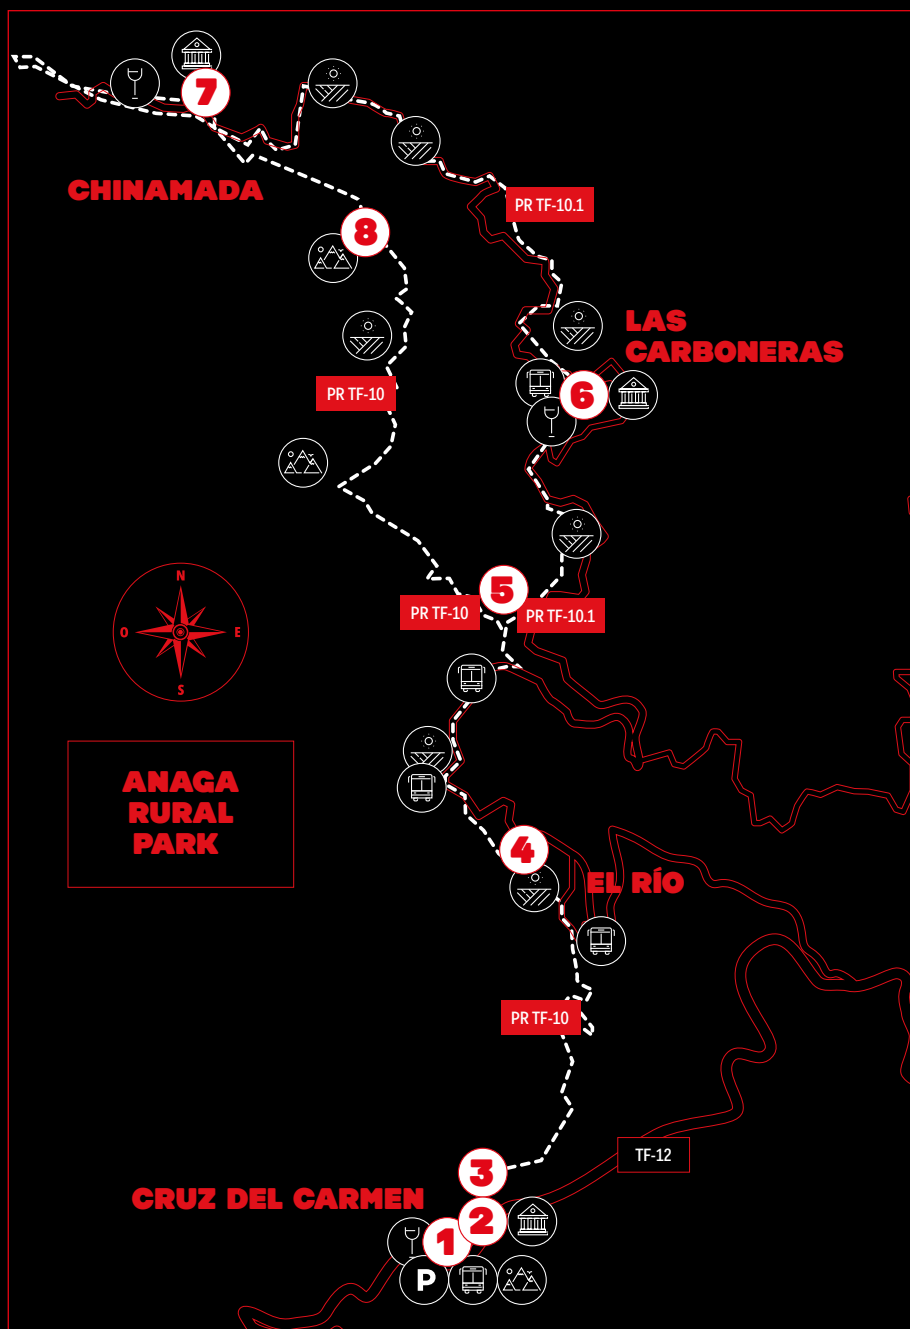 7
CHINAMADA
PR TF-10.1
8
LAS
CARBONERAS
PR TF-10
6
5
PR TF-10
PR TF-10.1
N
O
E
S
ANAGA
RURAL
PARK
4
EL RÍO
PR TF-10
TF-12
3
CRUZ DEL CARMEN
2
1
P